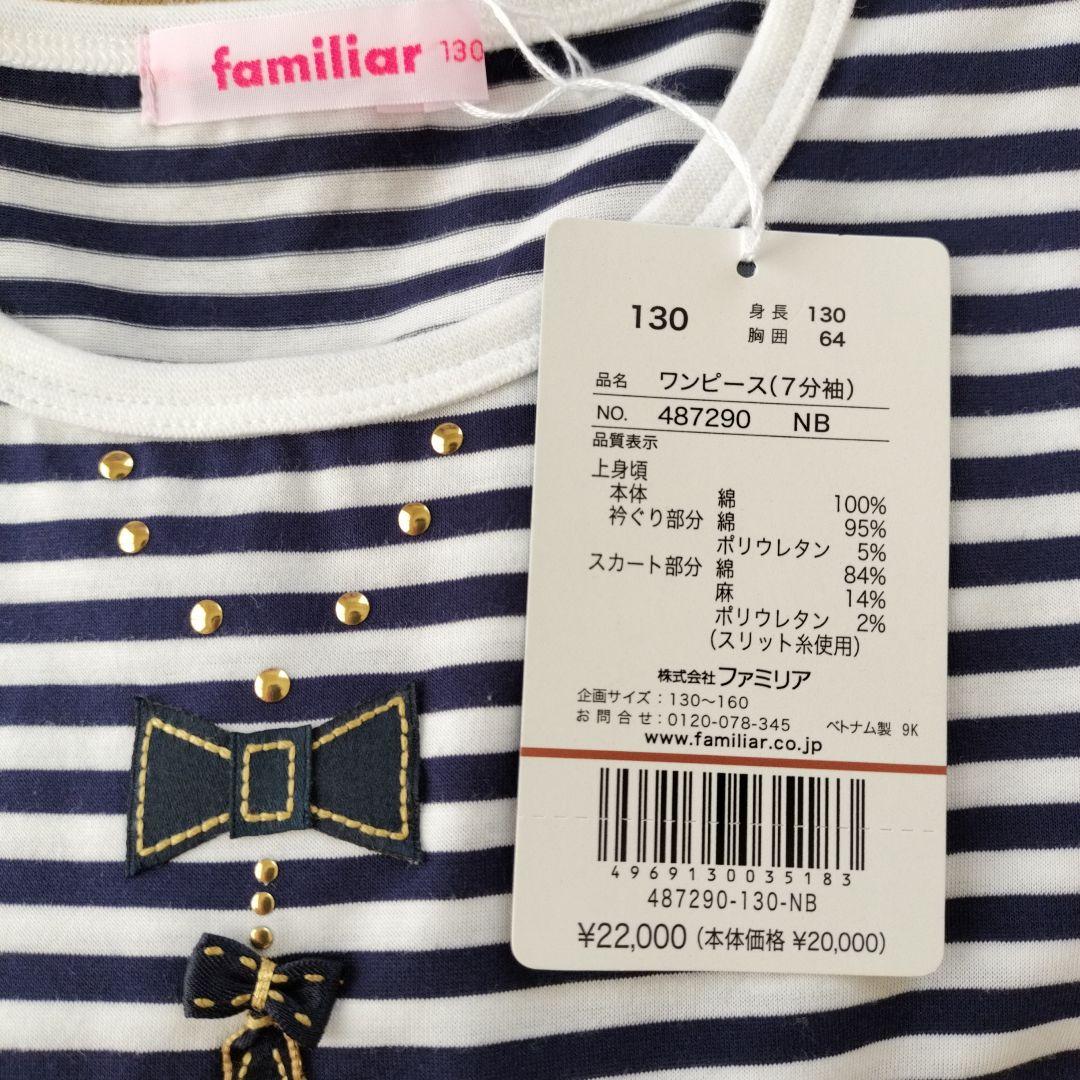 familiar 130
130 身長 130
胸囲 64
品名 ワンピース(7分袖)
NO. 487290 NB
品質表示
上身頃
本体 綿 100%
衿ぐり部分 綿 95%
ポリウレタン 5%
スカート部分 綿 84%
麻 14%
ポリウレタン 2%
(スリット糸使用)
株式会社ファミリア
企画サイズ:130〜160
お問合せ:0120-078-345 ベトナム製 9K
www.familiar.co.jp
4969130035183
487290-130-NB
¥22,000 (本体価格 ¥20,000)